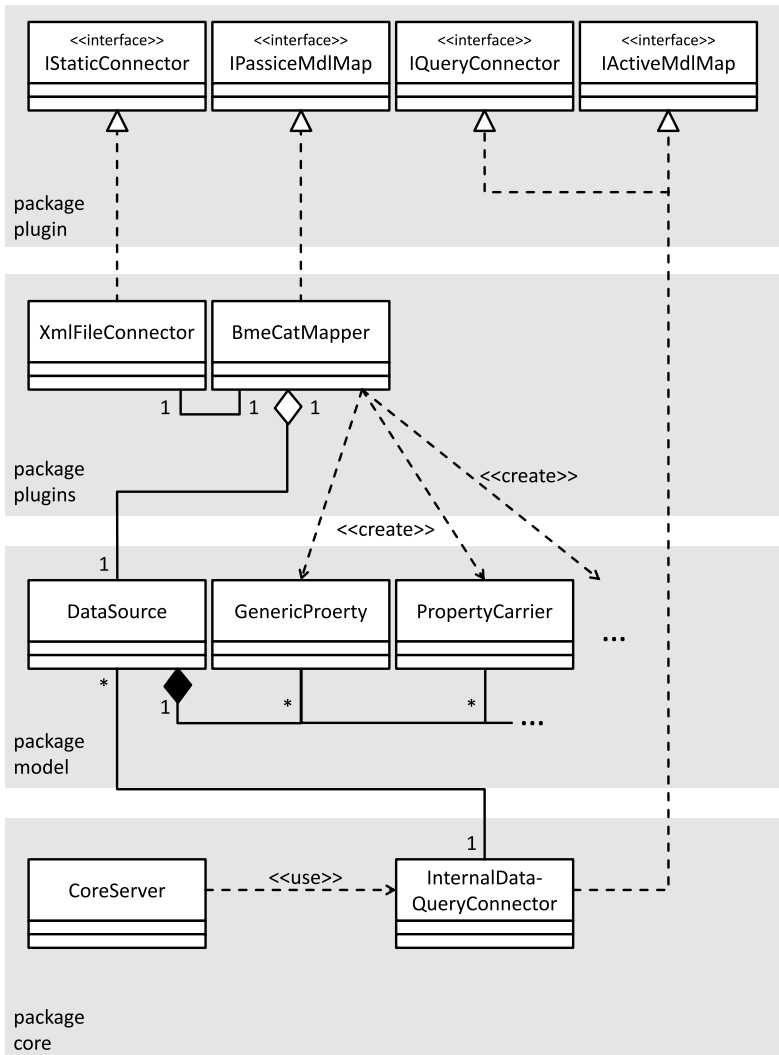 <<interface>>
IStaticConnector
<<interface>>
IPassiceMdlMap
<<interface>>
IQueryConnector
<<interface>>
IActiveMdlMap
package
plugin
XmlFileConnector
BmeCatMapper
1
1
1
<<create>>
package
plugins
<<create>>
1
DataSource
GenericProerty
PropertyCarrier
...
*
1
*
*
...
package
model
1
CoreServer
<<use>>
InternalData-
QueryConnector
package
core